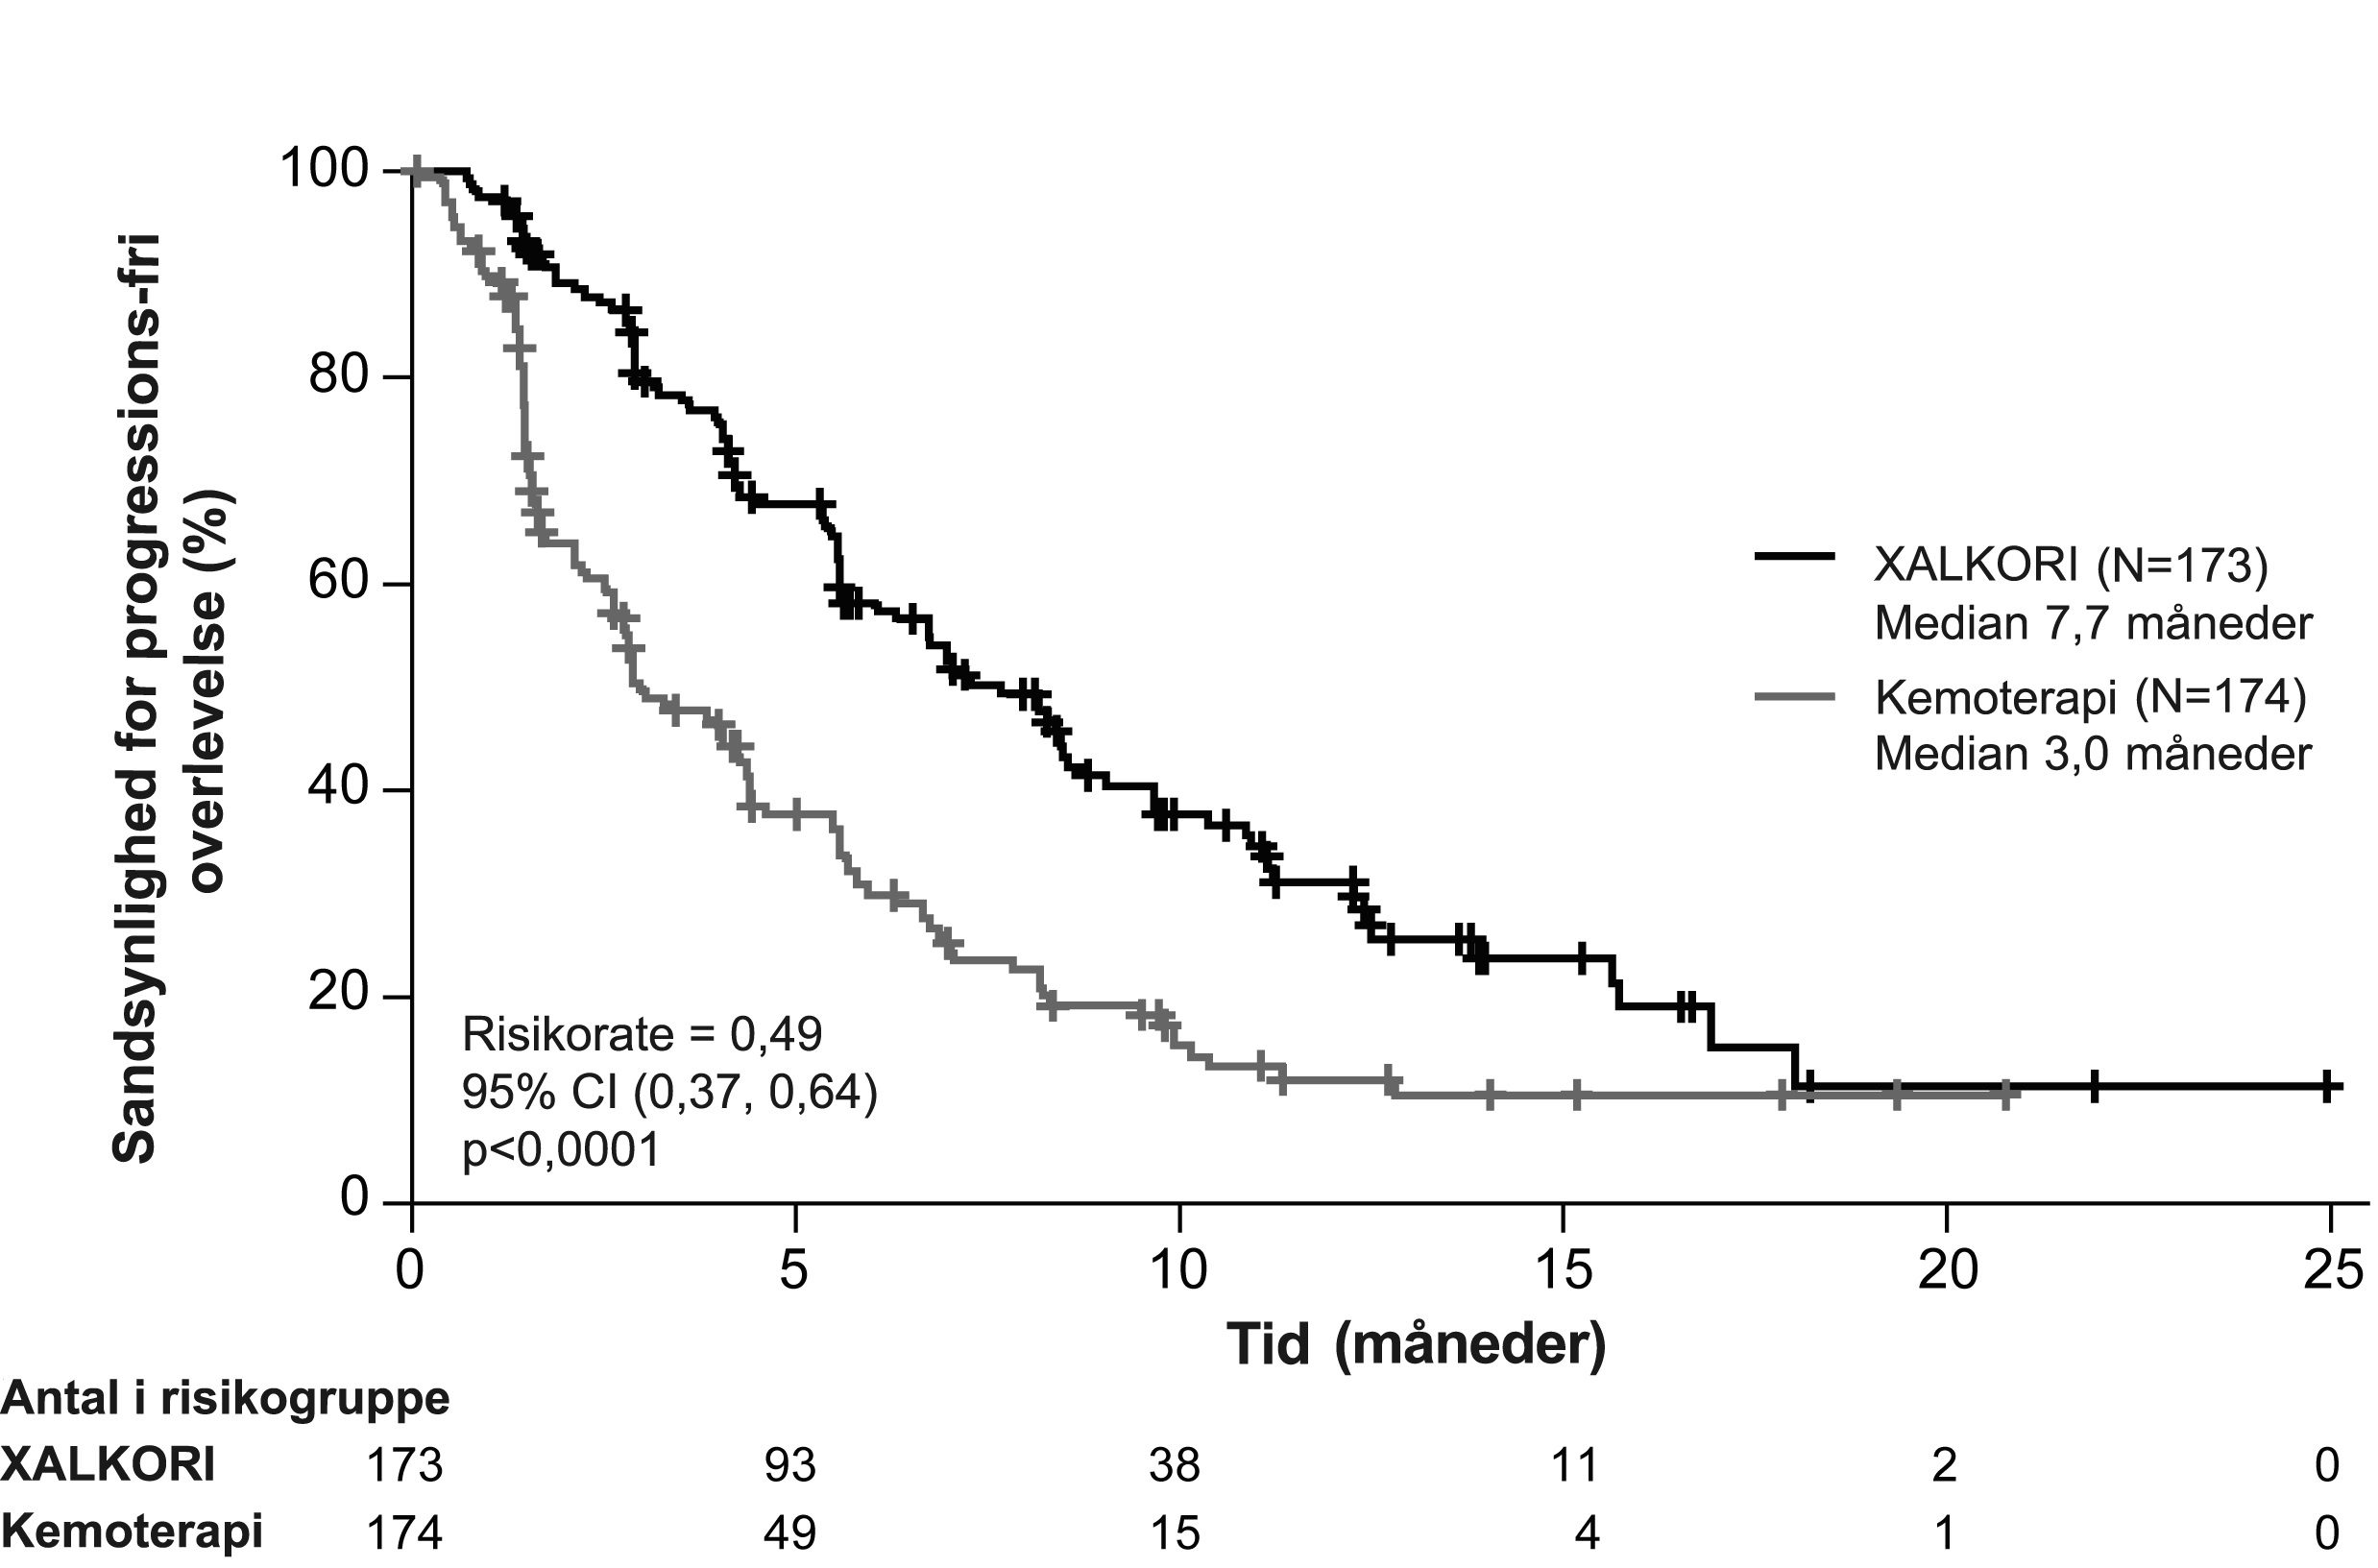 Sandsynlighed for progressions-fri
overlevelse (%)
100
80
60
40
20
0
XALKORI (N=173)
Median 7,7 måneder
Kemoterapi (N=174)
Median 3,0 måneder
Risikorate = 0,49
95% CI (0,37, 0,64)
p<0,0001
0 5 10 15 20 25
Tid (måneder)
Antal i risikogruppe
XALKORI 173 93 38 11 2 0
Kemoterapi 174 49 15 4 1 0